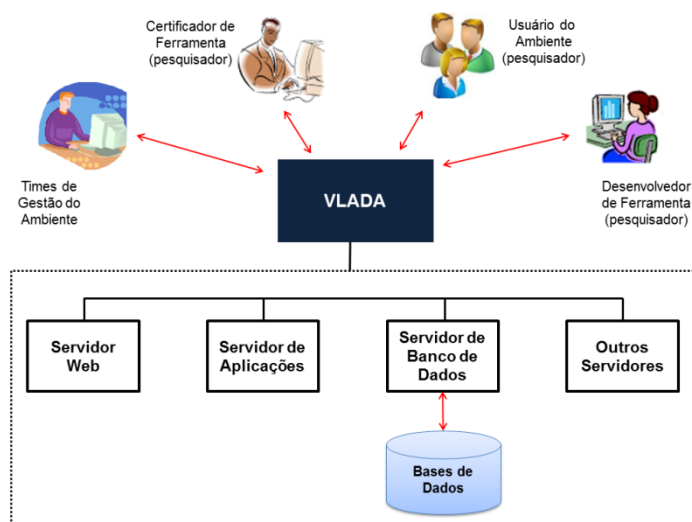 Certificador de
Ferramenta
(pesquisador)
Usuário do
Ambiente
(pesquisador)
Times de
Gestão do
Ambiente
VLADA
Desenvolvedor
de Ferramenta
(pesquisador)
Servidor
Web
Servidor de
Aplicações
Servidor de
Banco de
Dados
Outros
Servidores
Bases de
Dados